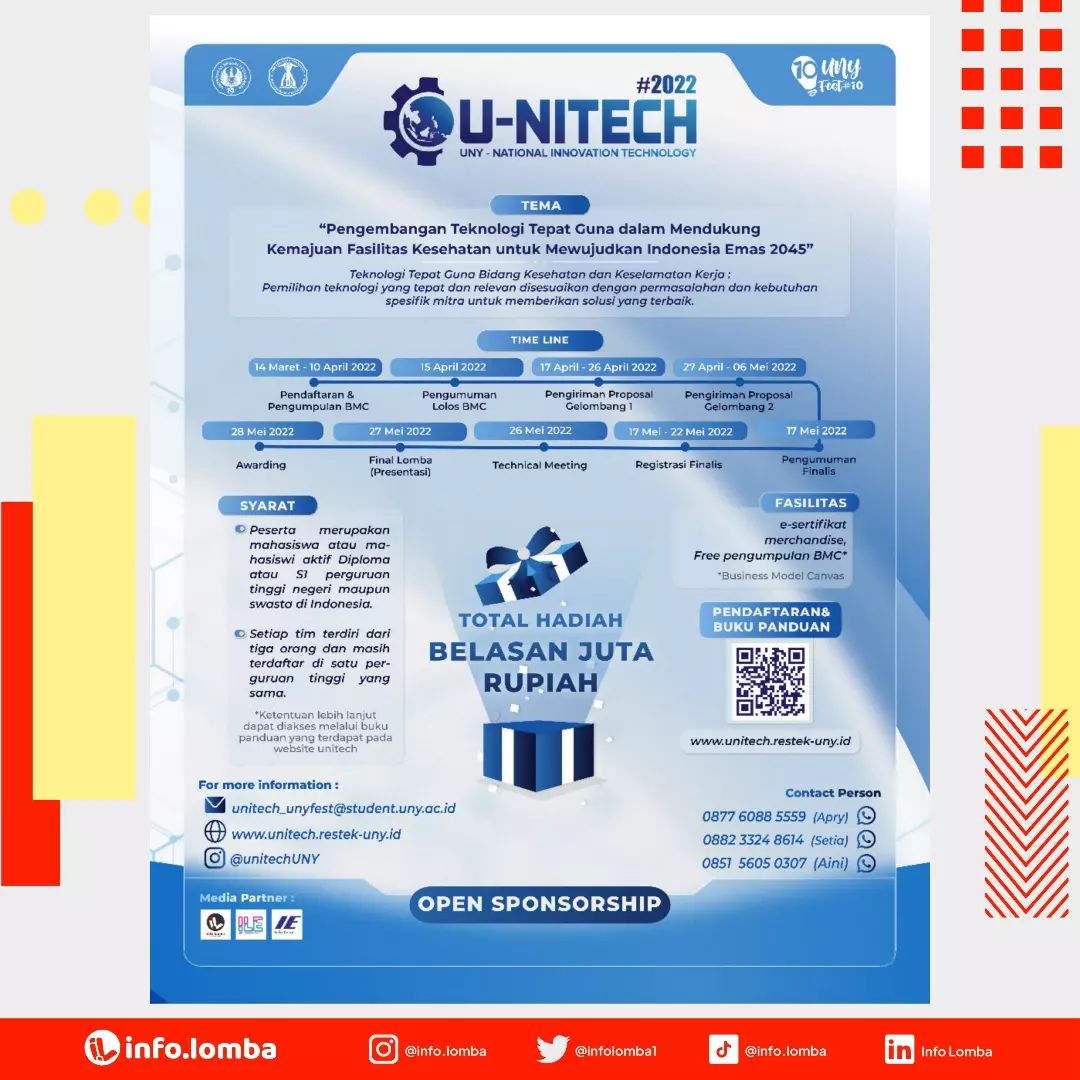 #2022
U-NITECH
UNY - NATIONAL INNOVATION TECHNOLOGY
10 UNY
Fest#10
TEMA
“Pengembangan Teknologi Tepat Guna dalam Mendukung
Kemajuan Fasilitas Kesehatan untuk Mewujudkan Indonesia Emas 2045”
Teknologi Tepat Guna Bidang Kesehatan dan Keselamatan Kerja :
Pemilihan teknologi yang tepat dan relevan disesuaikan dengan permasalahan dan kebutuhan
spesifik mitra untuk memberikan solusi yang terbaik.
TIME LINE
14 Maret - 10 April 2022
Pendaftaran &
Pengumpulan BMC
15 April 2022
Pengumuman
Lolos BMC
17 April - 26 April 2022
Pengiriman Proposal
Gelombang 1
27 April - 06 Mei 2022
Pengiriman Proposal
Gelombang 2
28 Mei 2022
Awarding
27 Mei 2022
Final Lomba
(Presentasi)
26 Mei 2022
Technical Meeting
17 Mei - 22 Mei 2022
Registrasi Finalis
17 Mei 2022
Pengumuman
Finalis
SYARAT
Peserta merupakan
mahasiswa atau ma-
hasiswi aktif Diploma
atau S1 perguruan
tinggi negeri maupun
swasta di Indonesia.
Setiap tim terdiri dari
tiga orang dan masih
terdaftar di satu per-
guruan tinggi yang
sama.
*Ketentuan lebih lanjut
dapat diakses melalui buku
panduan yang terdapat pada
website unitech
TOTAL HADIAH
BELASAN JUTA
RUPIAH
FASILITAS
e-sertifikat
merchandise,
Free pengumpulan BMC*
*Business Model Canvas
PENDAFTARAN&
BUKU PANDUAN
www.unitech.restek-uny.id
For more information :
unitech_unyfest@student.uny.ac.id
www.unitech.restek-uny.id
@unitechUNY
Contact Person
0877 6088 5559 (Apry)
0882 3324 8614 (Setia)
0851 5605 0307 (Aini)
Media Partner :
ILE
IE
OPEN SPONSORSHIP
info.lomba
@info.lomba
@infolomba1
@info.lomba
Info Lomba